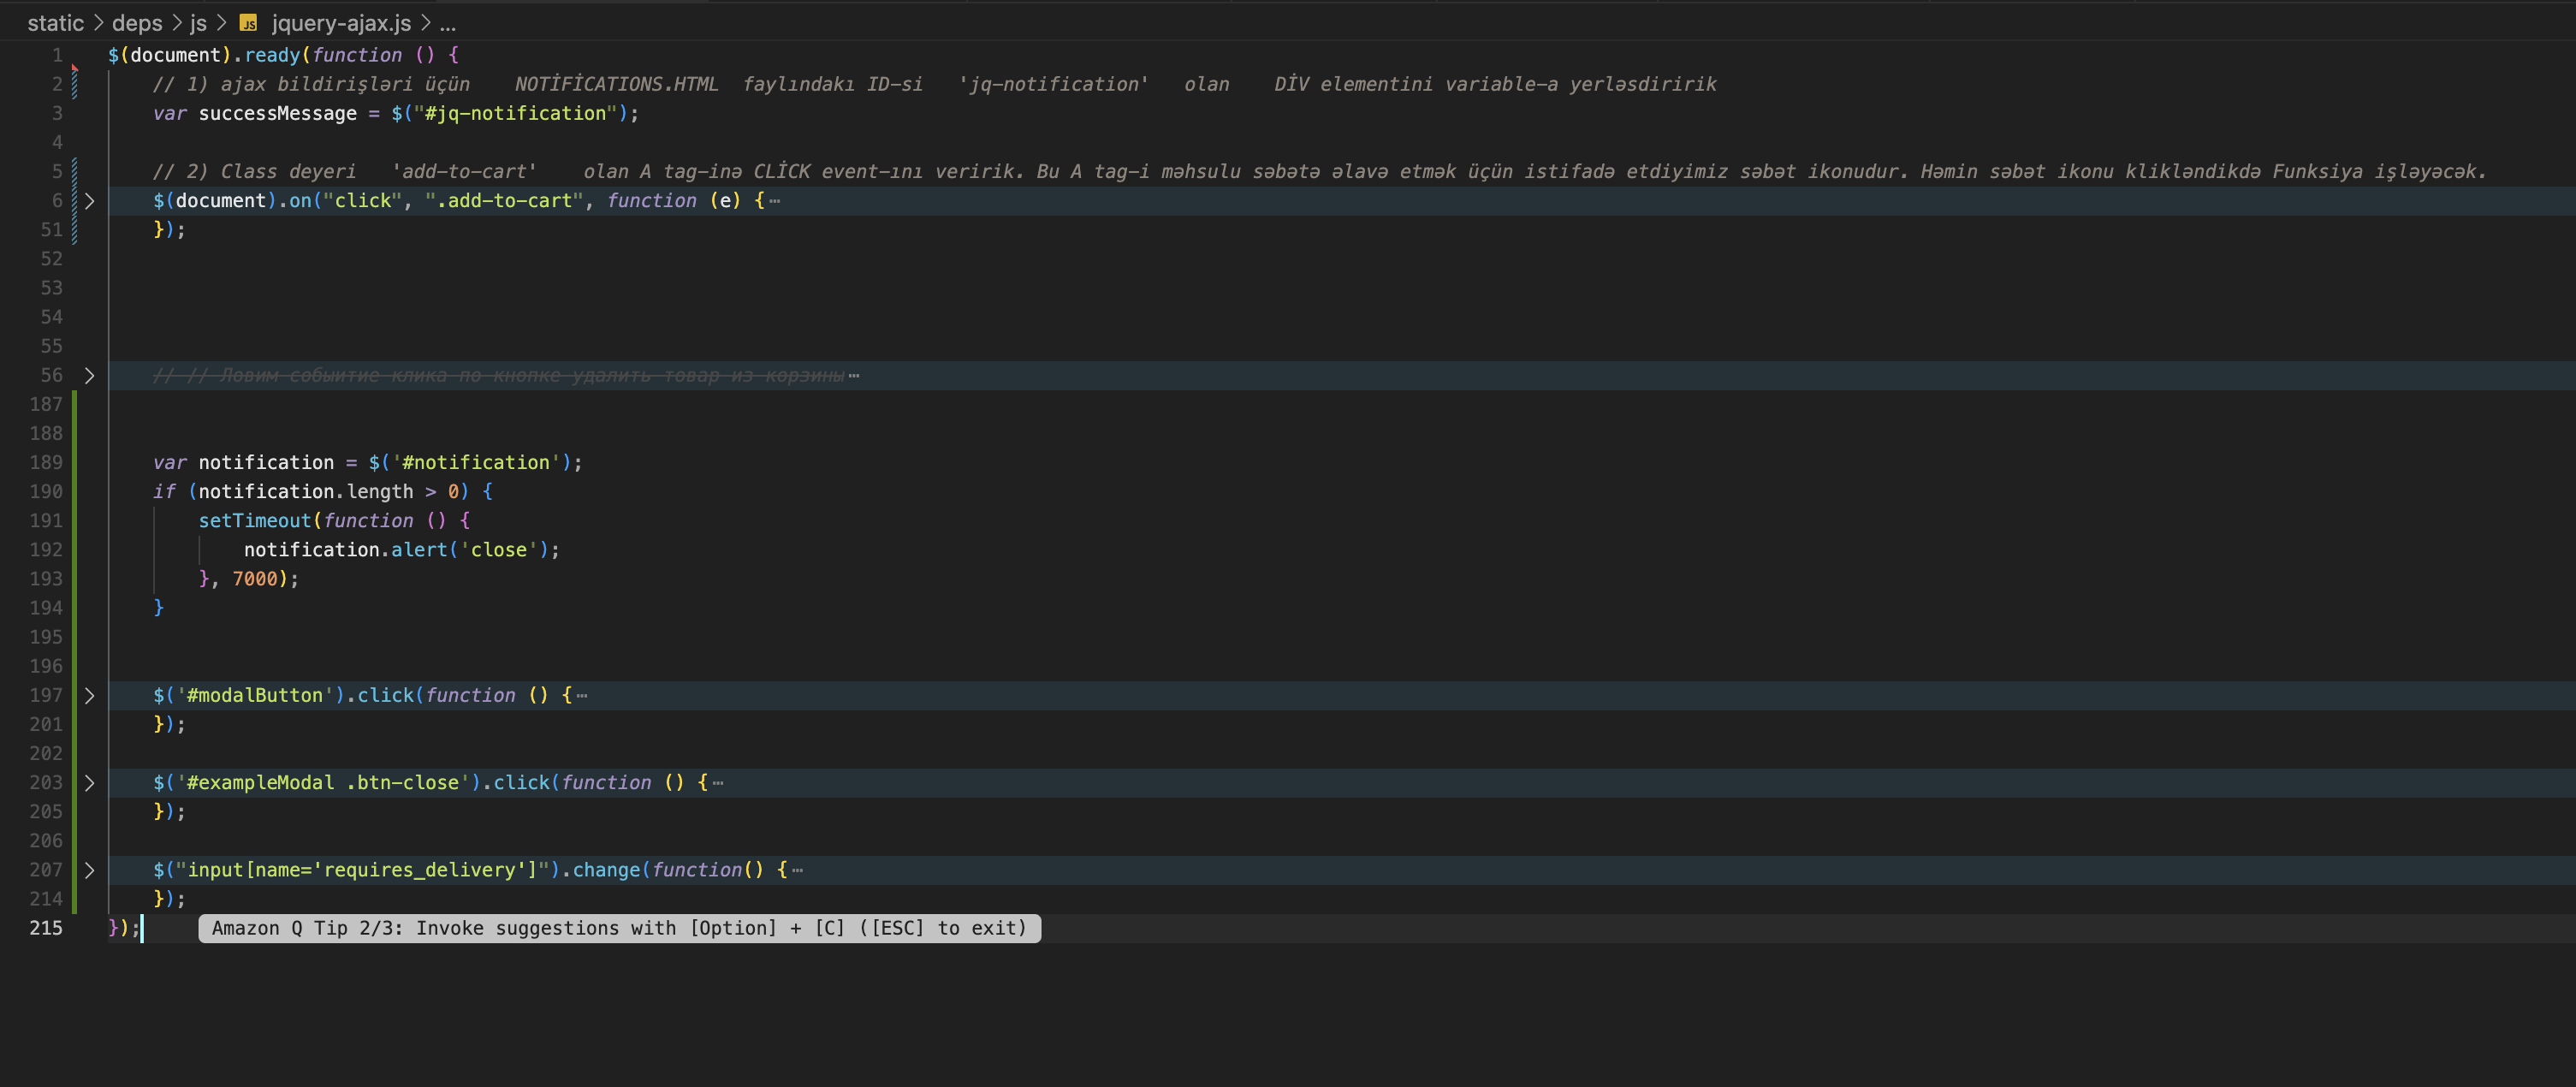 static > deps > js > JS jquery-ajax.js > ...
1 $(document).ready(function () {
2 // 1) ajax bildirişləri üçün    NOTİFİCATIONS.HTML  faylındakı ID-si   'jq-notification'   olan    DİV elementini variable-a yerləsdiririk
3 var successMessage = $("#jq-notification");
4
5 // 2) Class deyeri   'add-to-cart'    olan A tag-inə CLİCK event-ını veririk. Bu A tag-i məhsulu səbətə əlavə etmək üçün istifadə etdiyimiz səbət ikonudur. Həmin səbət ikonu klikləndikdə Funksiya işləyəcək.
6 $(document).on("click", ".add-to-cart", function (e) {⋯
51 });
52
53
54
55
56 // // Ловим собыитие клика по кнопке удалить товар из корзины⋯
187
188
189 var notification = $('#notification');
190 if (notification.length > 0) {
191 setTimeout(function () {
192 notification.alert('close');
193 }, 7000);
194 }
195
196
197 $('#modalButton').click(function () {⋯
201 });
202
203 $('#exampleModal .btn-close').click(function () {⋯
205 });
206
207 $("input[name='requires_delivery']").change(function() {⋯
214 });
215 }); Amazon Q Tip 2/3: Invoke suggestions with [Option] + [C] ([ESC] to exit)